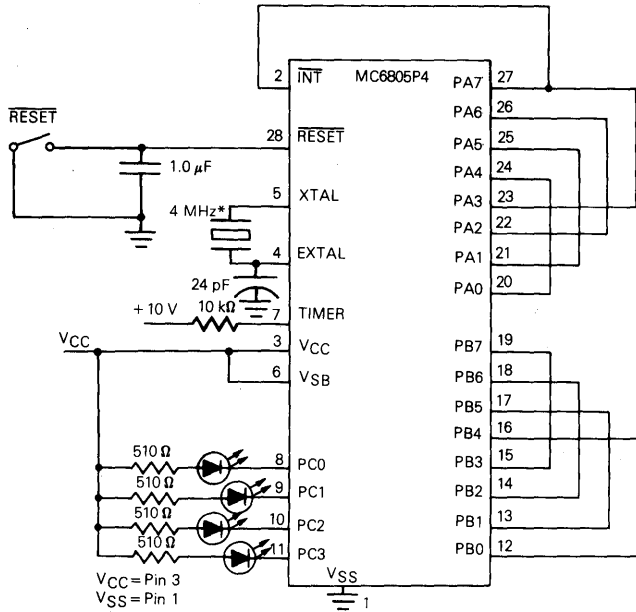 MC6805P4
2 INT
RESET
28 RESET
1.0 µF
5 XTAL
4 MHz*
4 EXTAL
24 pF
+ 10 V 10 kΩ 7 TIMER
VCC 3 VCC
6 VSB
510 Ω 8 PC0
510 Ω 9 PC1
510 Ω 10 PC2
510 Ω 11 PC3
VCC = Pin 3
VSS = Pin 1
VSS
1
PA7 27
PA6 26
PA5 25
PA4 24
PA3 23
PA2 22
PA1 21
PA0 20
PB7 19
PB6 18
PB5 17
PB4 16
PB3 15
PB2 14
PB1 13
PB0 12